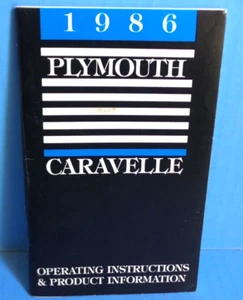 1986
PLYMOUTH
CARAVELLE
OPERATING INSTRUCTIONS
& PRODUCT INFORMATION